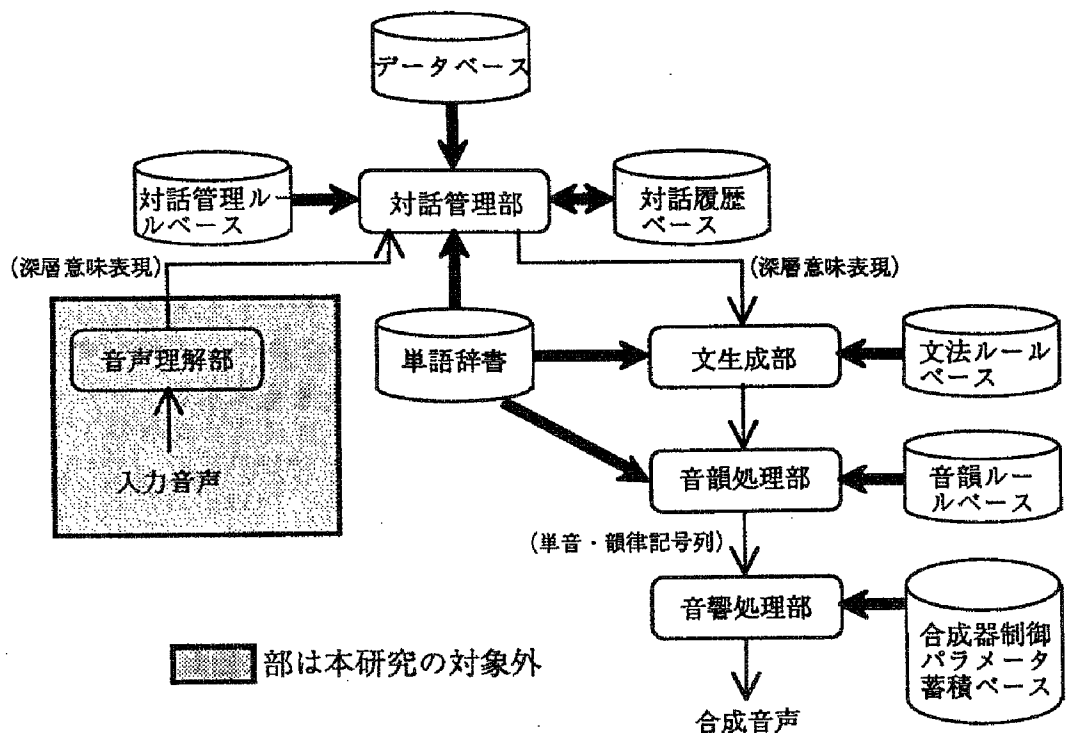 データベース
対話管理ル
ルベース
対話管理部
対話履歴
ベース
(深層意味表現)
(深層意味表現)
音声理解部
入力音声
単語辞書
文生成部
文法ルール
ベース
音韻処理部
音韻ルー
ルベース
(単音・韻律記号列)
音響処理部
合成器制御
パラメータ
蓄積ベース
部は本研究の対象外
合成音声